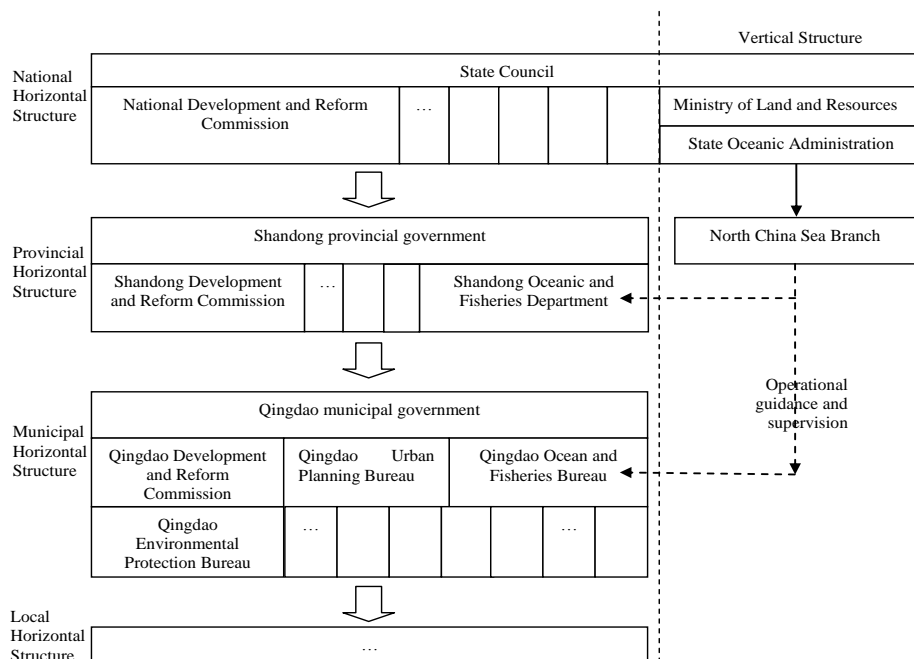 Vertical Structure
National
Horizontal
Structure
State Council
National Development and Reform
Commission
…
Ministry of Land and Resources
State Oceanic Administration
Provincial
Horizontal
Structure
Shandong provincial government
North China Sea Branch
Shandong Development
and Reform Commission
…
Shandong Oceanic and
Fisheries Department
Operational
guidance and
supervision
Municipal
Horizontal
Structure
Qingdao municipal government
Qingdao Development
and Reform
Commission
Qingdao Urban
Planning Bureau
Qingdao Ocean and
Fisheries Bureau
Qingdao
Environmental
Protection Bureau
…
…
Local
Horizontal
Structure
…